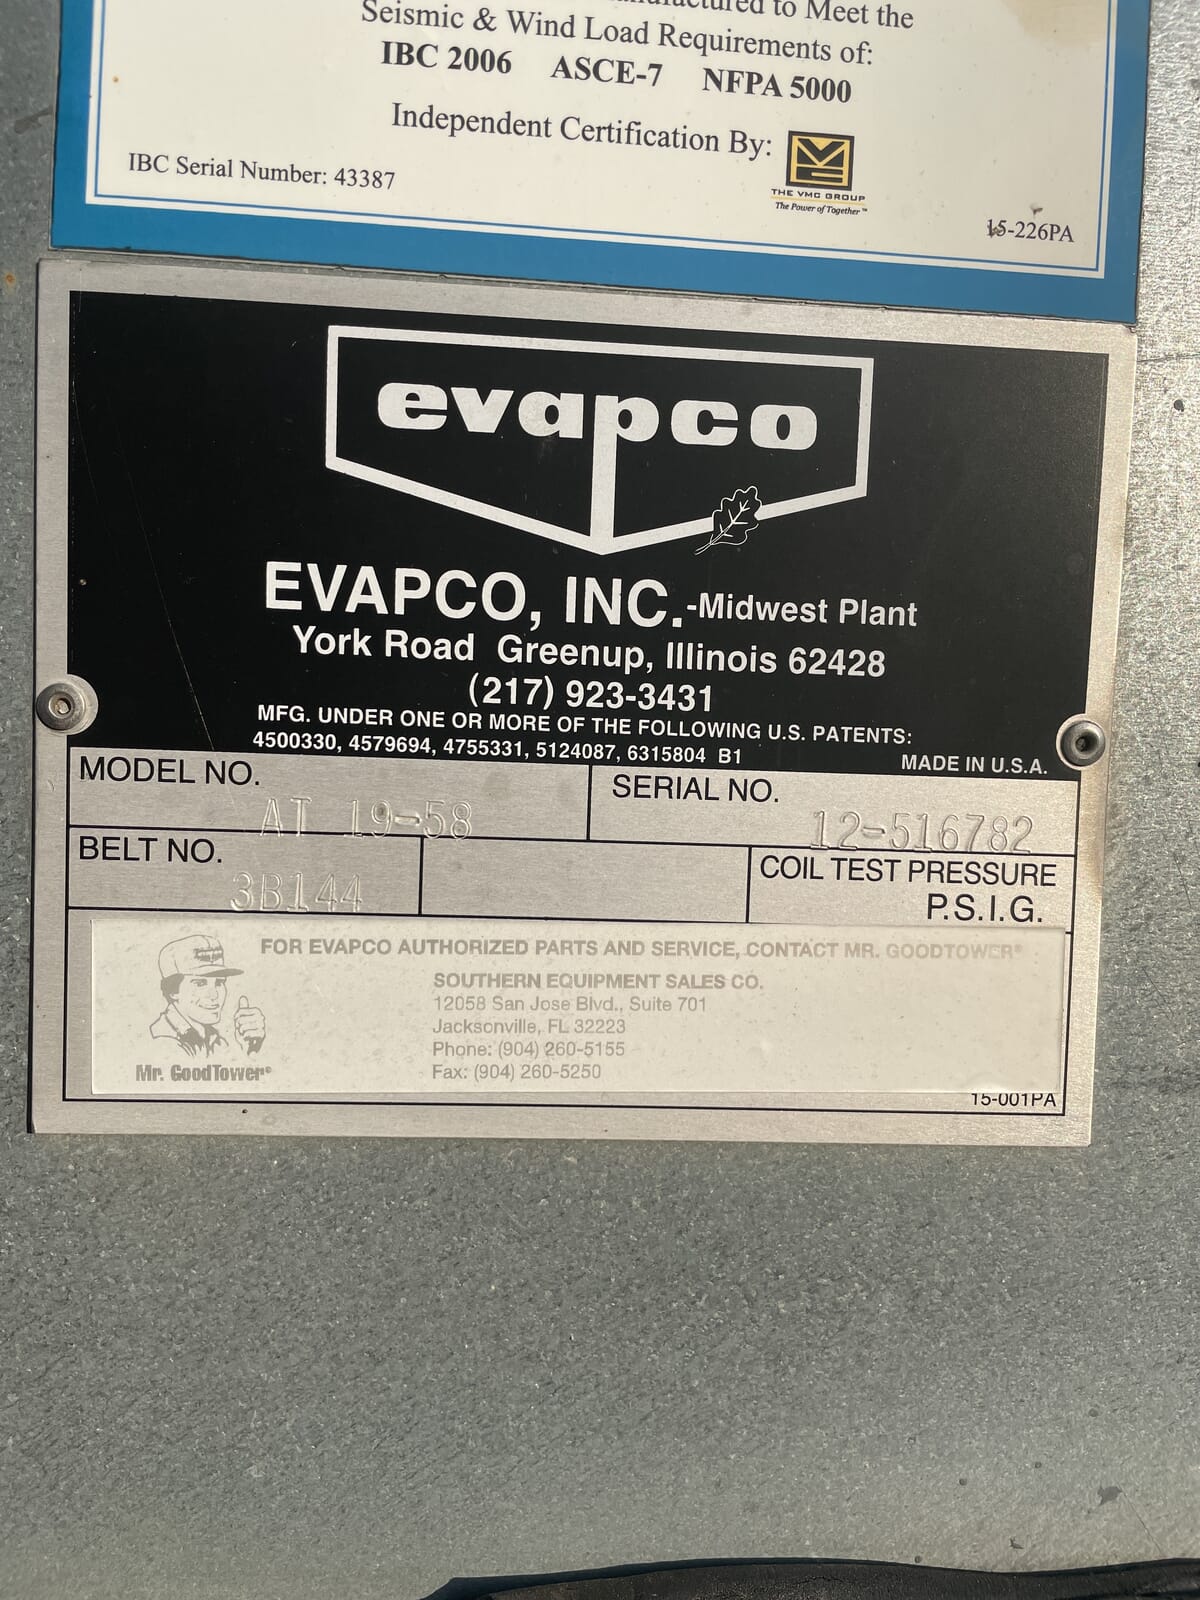 to Meet the
Seismic & Wind Load Requirements of:
IBC 2006 ASCE-7 NFPA 5000
Independent Certification By:
THE VMC GROUP
The Power of Together™
IBC Serial Number: 43387
15-226PA
evapco
EVAPCO, INC.-Midwest Plant
York Road Greenup, Illinois 62428
(217) 923-3431
MFG. UNDER ONE OR MORE OF THE FOLLOWING U.S. PATENTS:
4500330, 4579694, 4755331, 5124087, 6315804 B1
MADE IN U.S.A.
MODEL NO.
AT 19-58
SERIAL NO.
12-516782
BELT NO.
3B144
COIL TEST PRESSURE
P.S.I.G.
FOR EVAPCO AUTHORIZED PARTS AND SERVICE, CONTACT MR. GOODTOWER®
SOUTHERN EQUIPMENT SALES CO.
12058 San Jose Blvd., Suite 701
Jacksonville, FL 32223
Phone: (904) 260-5155
Fax: (904) 260-5250
Mr. GoodTower®
15-001PA